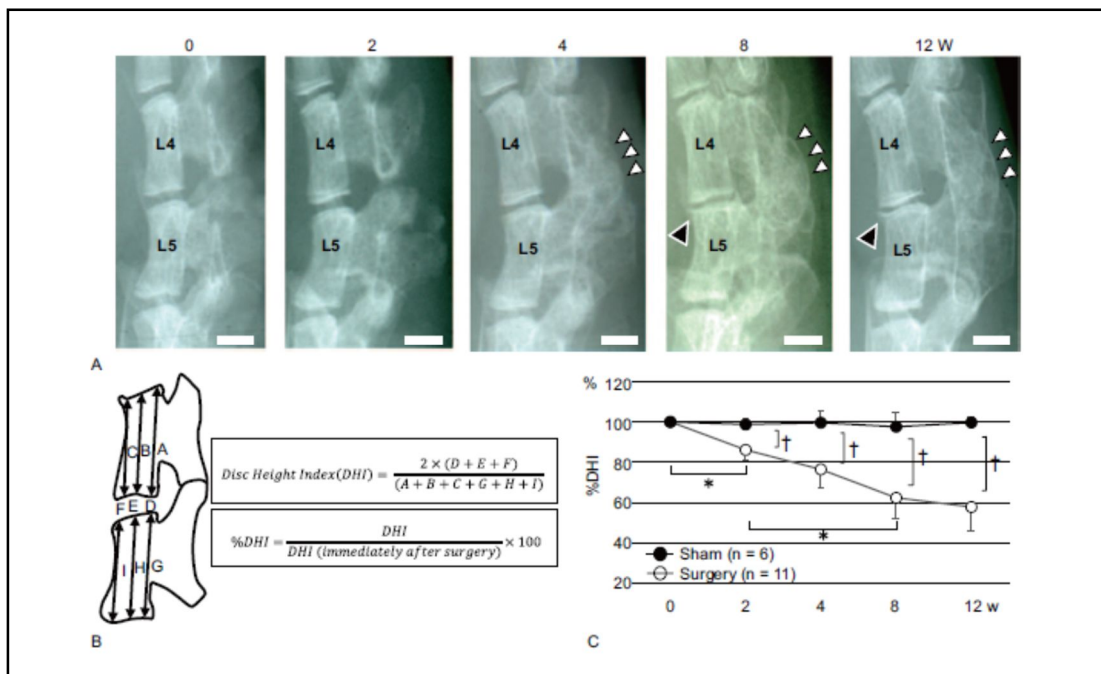 0 2 4 8 12 W
L4 L4 L4 L4 L4
L5 L5 L5 L5 L5
A
C B A
F E D
I H G
B
Disc Height Index(DHI) = 2 × (D + E + F) / (A + B + C + G + H + I)
%DHI = DHI / DHI (immediately after surgery) × 100
% 120
100
80
60
40
20
%DHI
† † † †
*
*
Sham (n = 6)
Surgery (n = 11)
0 2 4 8 12 w
C